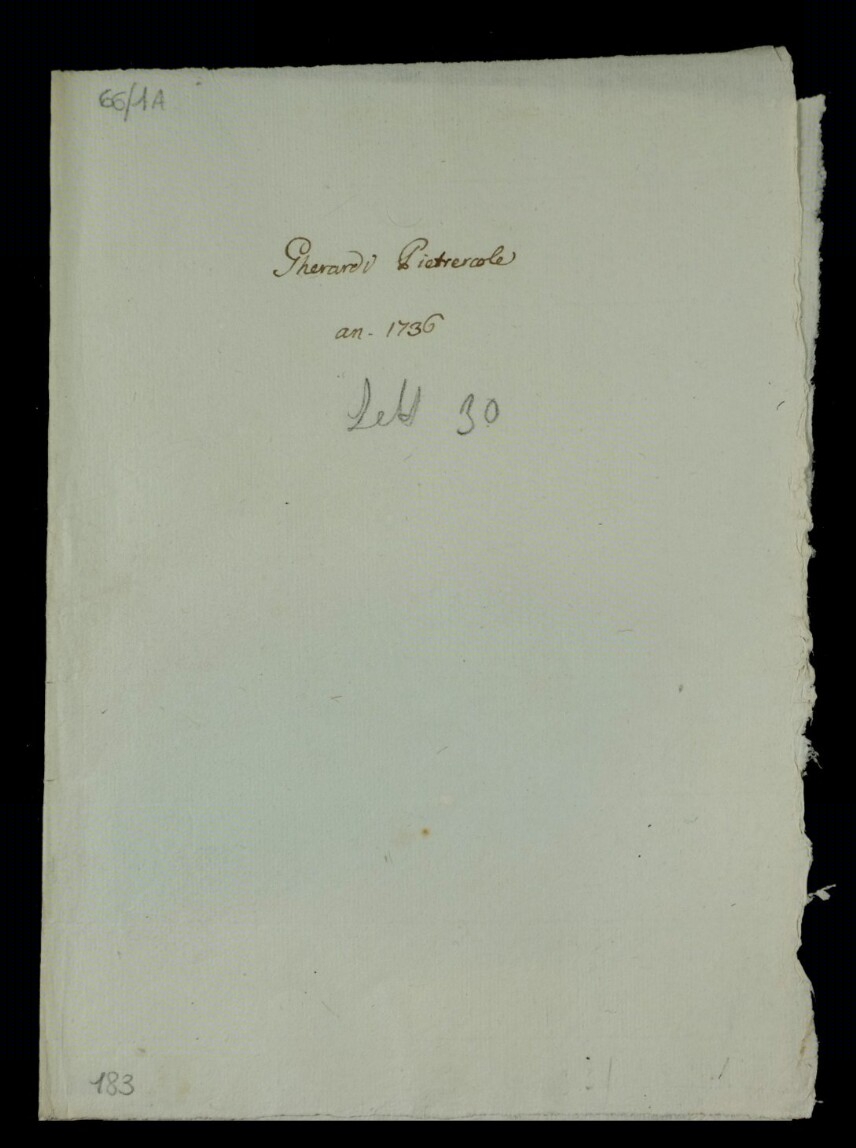 66/1A
Gherardi Pietrercole
an. 1736
Lett 30
183